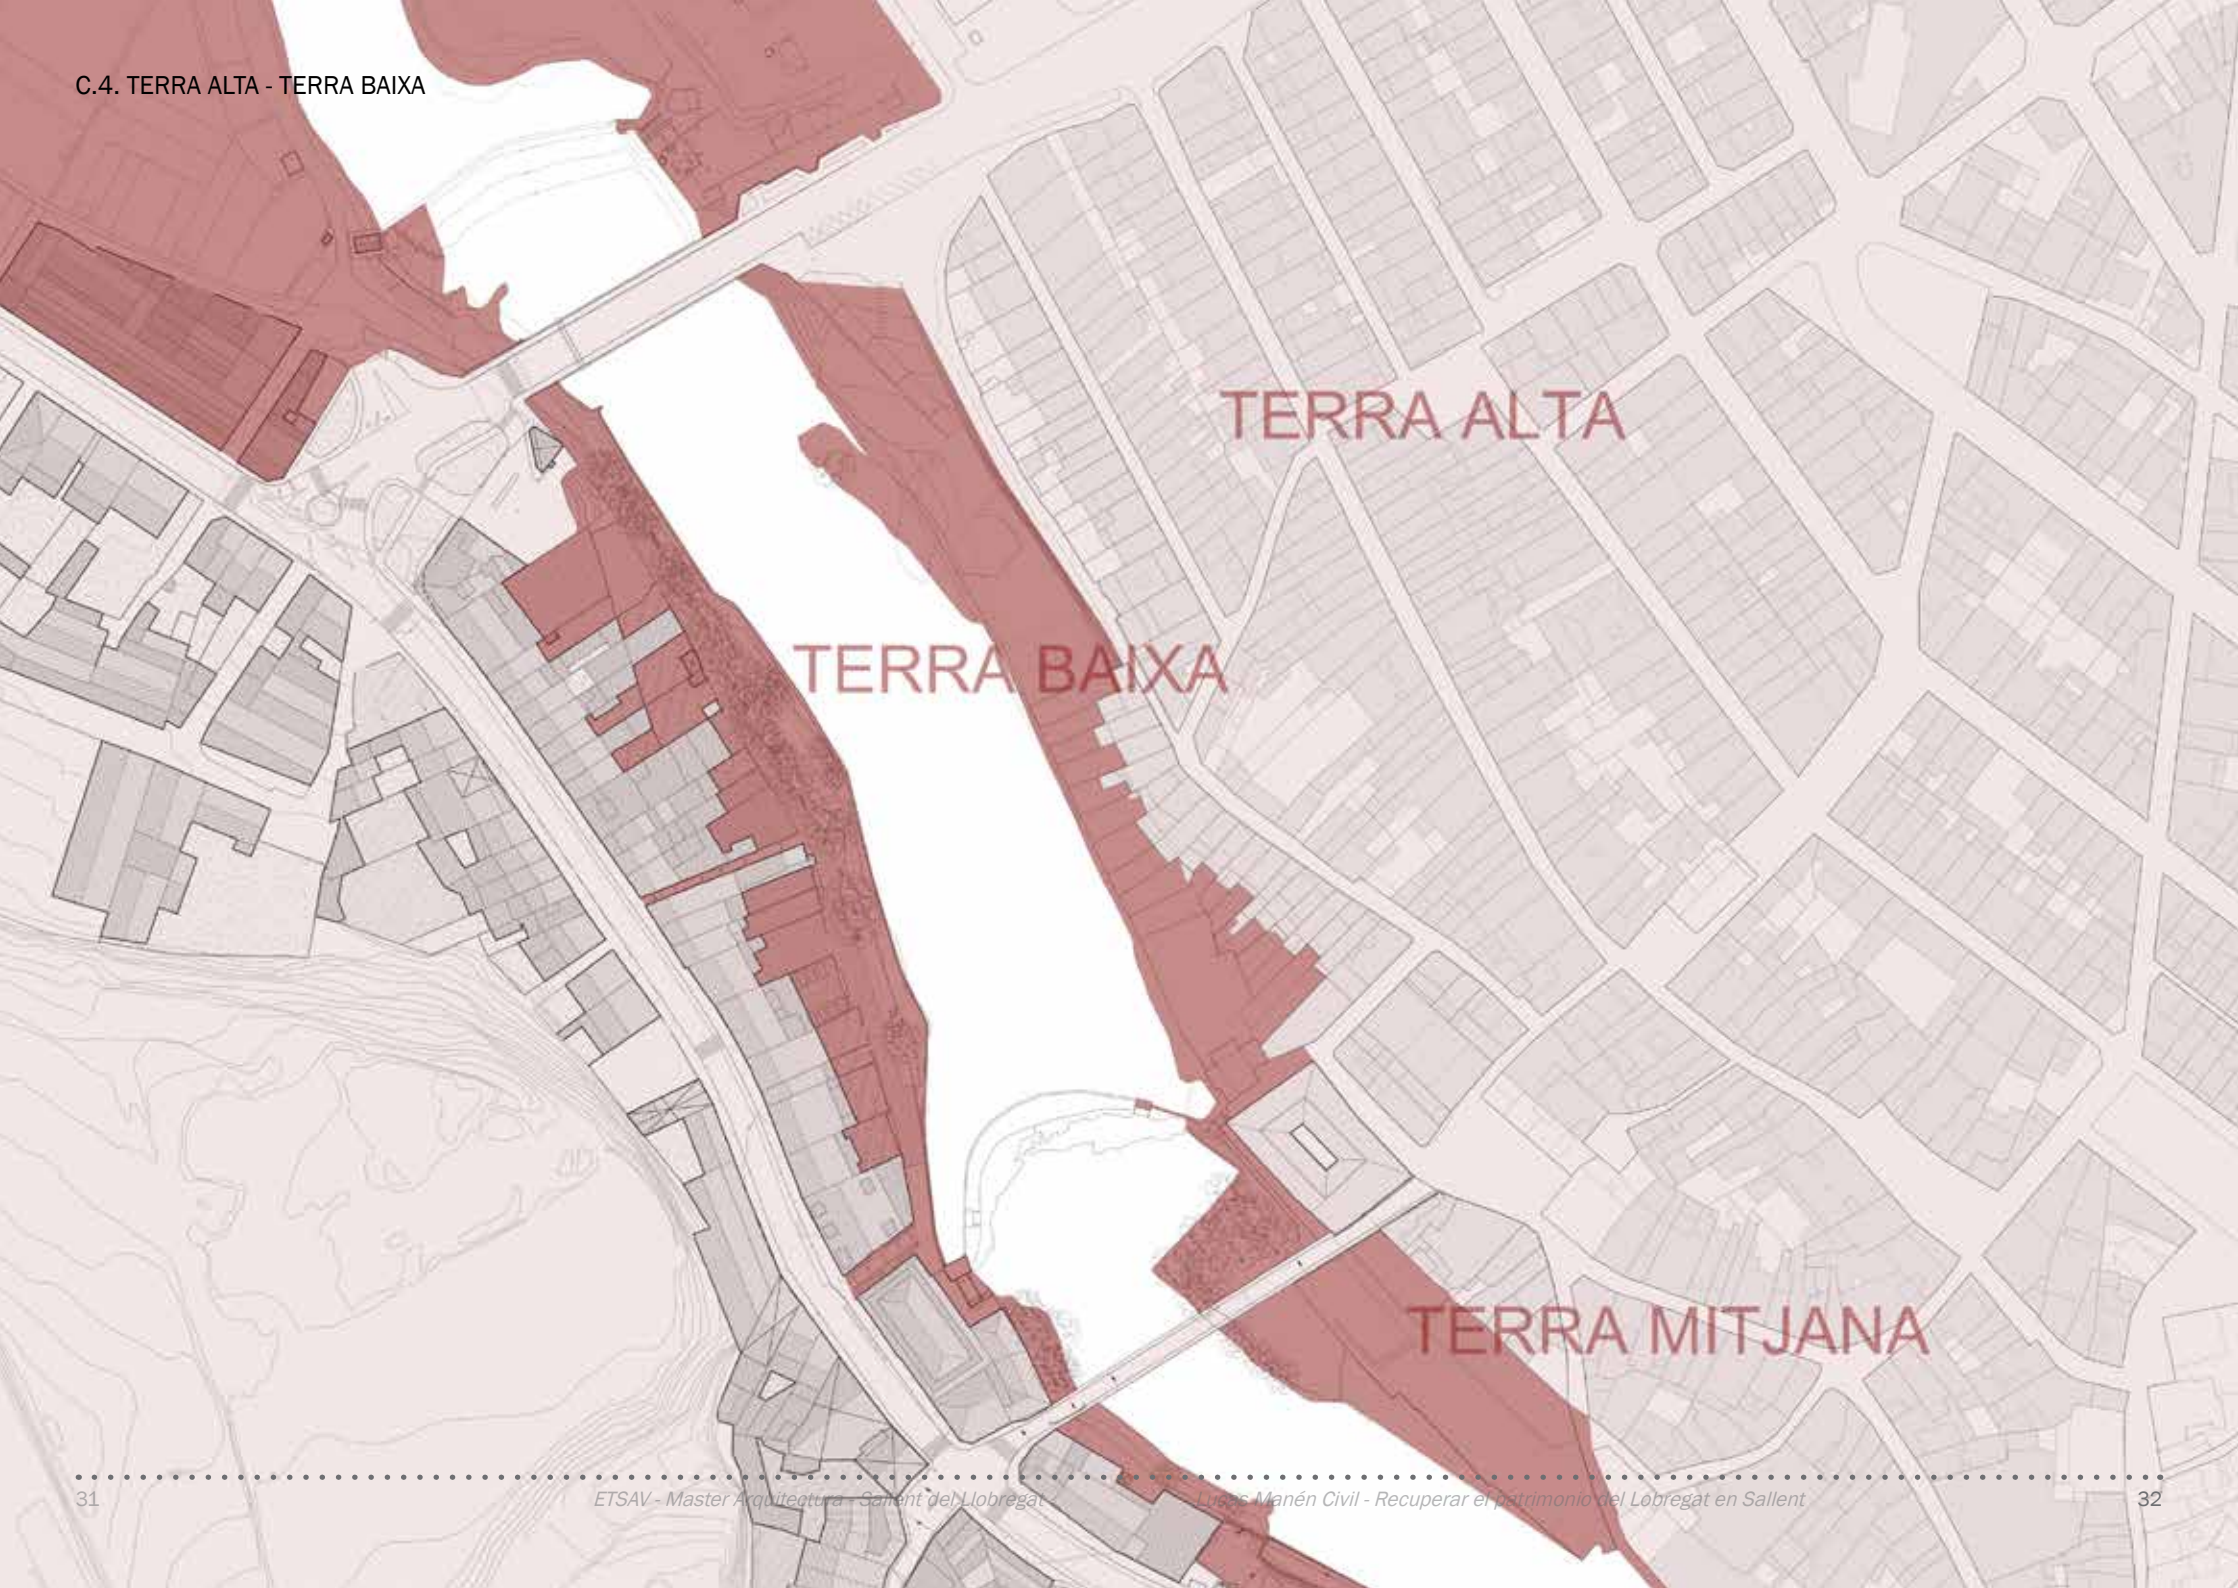 C.4. TERRA ALTA - TERRA BAIXA
TERRA ALTA
TERRA BAIXA
TERRA MITJANA
31
ETSAV - Master Arquitectura - Sallent del Llobregat
Lucas Manén Civil - Recuperar el patrimonio del Lobregat en Sallent
32